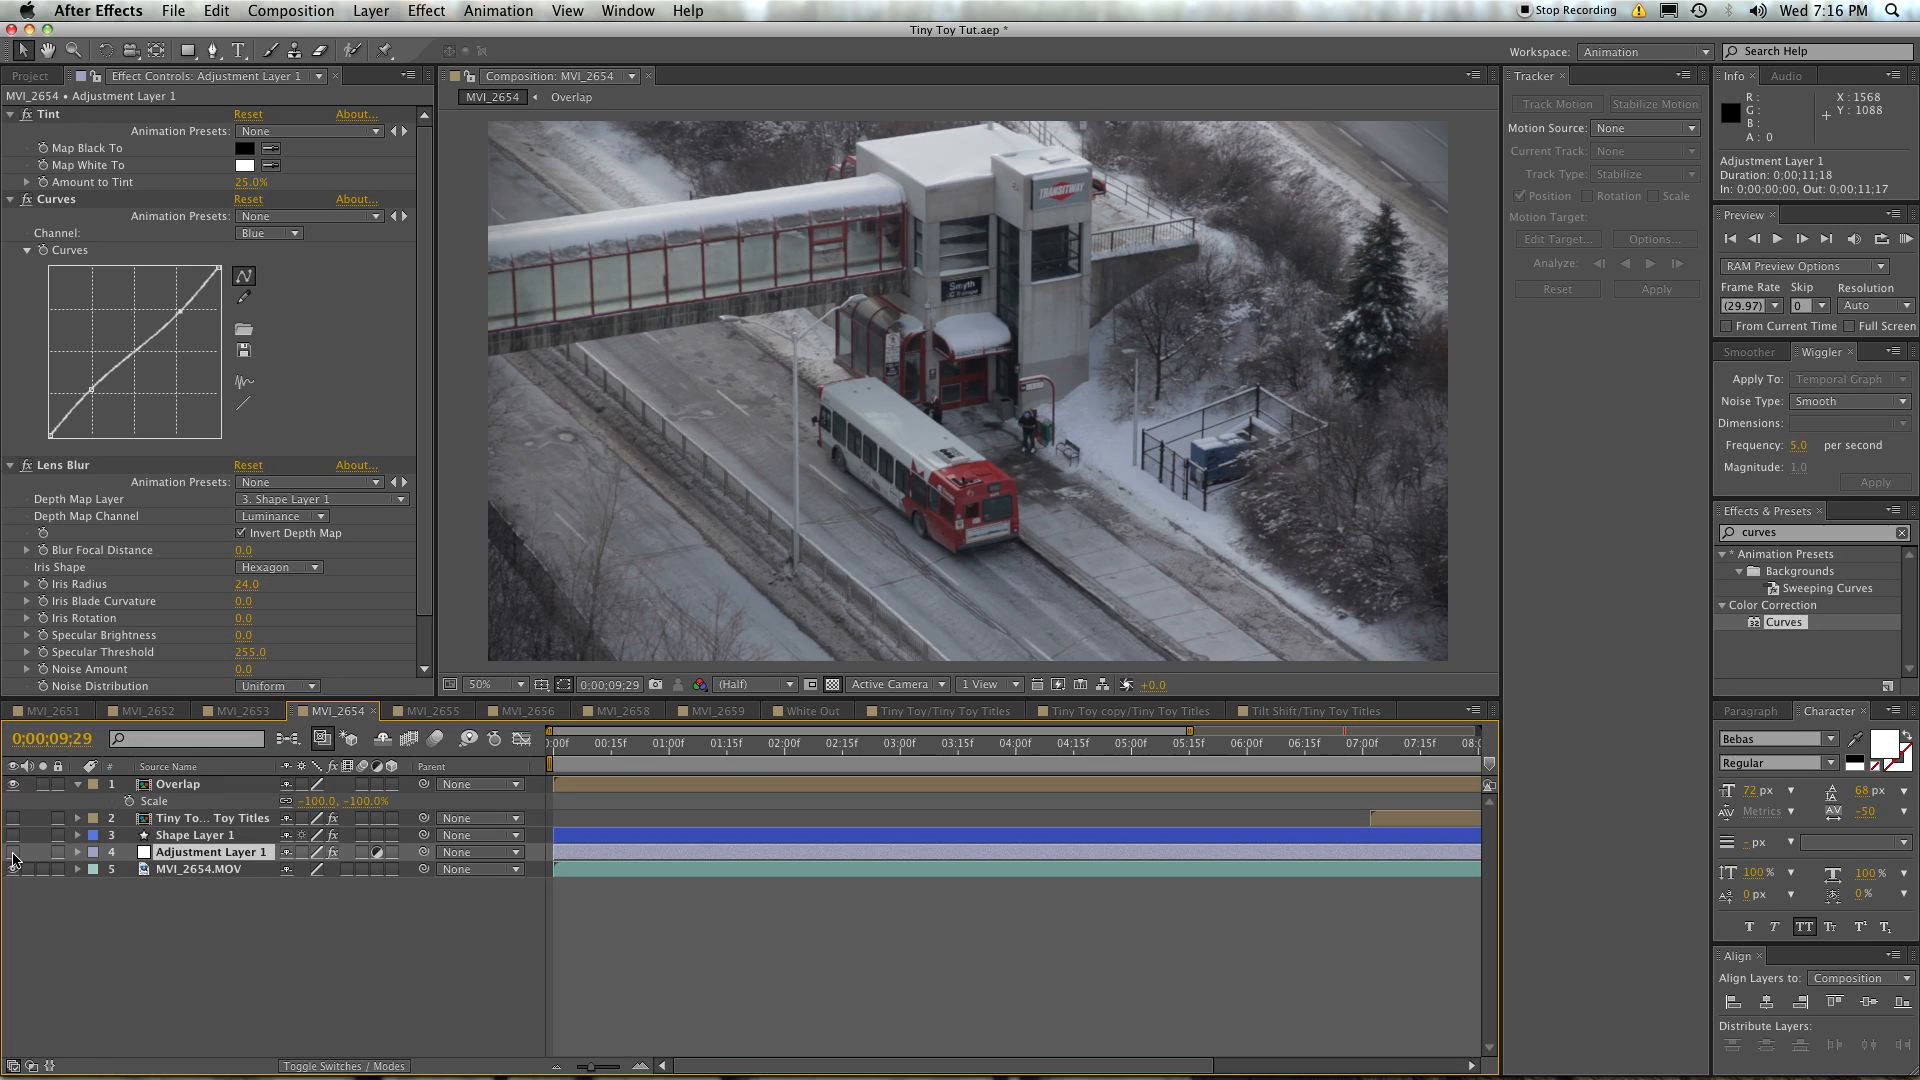 After Effects File Edit Composition Layer Effect Animation View Window Help Stop Recording Wed 7:16 PM
Tiny Toy Tut.aep *
Workspace: Animation Search Help
Project Effect Controls: Adjustment Layer 1
MVI_2654 • Adjustment Layer 1
fx Tint Reset About...
Animation Presets: None
Map Black To
Map White To
Amount to Tint 25.0%
fx Curves Reset About...
Animation Presets: None
Channel: Blue
Curves
fx Lens Blur Reset About...
Animation Presets: None
Depth Map Layer 3. Shape Layer 1
Depth Map Channel Luminance
Invert Depth Map
Blur Focal Distance 0.0
Iris Shape Hexagon
Iris Radius 24.0
Iris Blade Curvature 0.0
Iris Rotation 0.0
Specular Brightness 0.0
Specular Threshold 255.0
Noise Amount 0.0
Noise Distribution Uniform
Composition: MVI_2654
MVI_2654 Overlap
TRANSITWAY
Smyth
50% 0;00;09;29 (Half) Active Camera 1 View +0.0
Tracker
Track Motion Stabilize Motion
Motion Source: None
Current Track: None
Track Type: Stabilize
Position Rotation Scale
Motion Target:
Edit Target... Options...
Analyze:
Reset Apply
Info Audio
R : X : 1568
G : Y : 1088
B :
A : 0
Adjustment Layer 1
Duration: 0;00;11;18
In: 0;00;00;00, Out: 0;00;11;17
Preview
RAM Preview Options
Frame Rate Skip Resolution
(29.97) 0 Auto
From Current Time Full Screen
Smoother Wiggler
Apply To: Temporal Graph
Noise Type: Smooth
Dimensions:
Frequency: 5.0 per second
Magnitude: 1.0
Apply
Effects & Presets
curves
* Animation Presets
Backgrounds
Sweeping Curves
Color Correction
32 Curves
MVI_2651 MVI_2652 MVI_2653 MVI_2654 MVI_2655 MVI_2656 MVI_2658 MVI_2659 White Out Tiny Toy/Tiny Toy Titles Tiny Toy copy/Tiny Toy Titles Tilt Shift/Tiny Toy Titles
0;00;09;29
):00f 00:15f 01:00f 01:15f 02:00f 02:15f 03:00f 03:15f 04:00f 04:15f 05:00f 05:15f 06:00f 06:15f 07:00f 07:15f 08:0
# Source Name fx Parent
1 Overlap None
Scale -100.0, -100.0%
2 Tiny To... Toy Titles fx None
3 Shape Layer 1 fx None
4 Adjustment Layer 1 fx None
5 MVI_2654.MOV None
Toggle Switches / Modes
Paragraph Character
Bebas
Regular
72 px 68 px
Metrics -50
- px
100 % 100 %
0 px 0 %
T T TT Tt T¹ T₁
Align
Align Layers to: Composition
Distribute Layers: